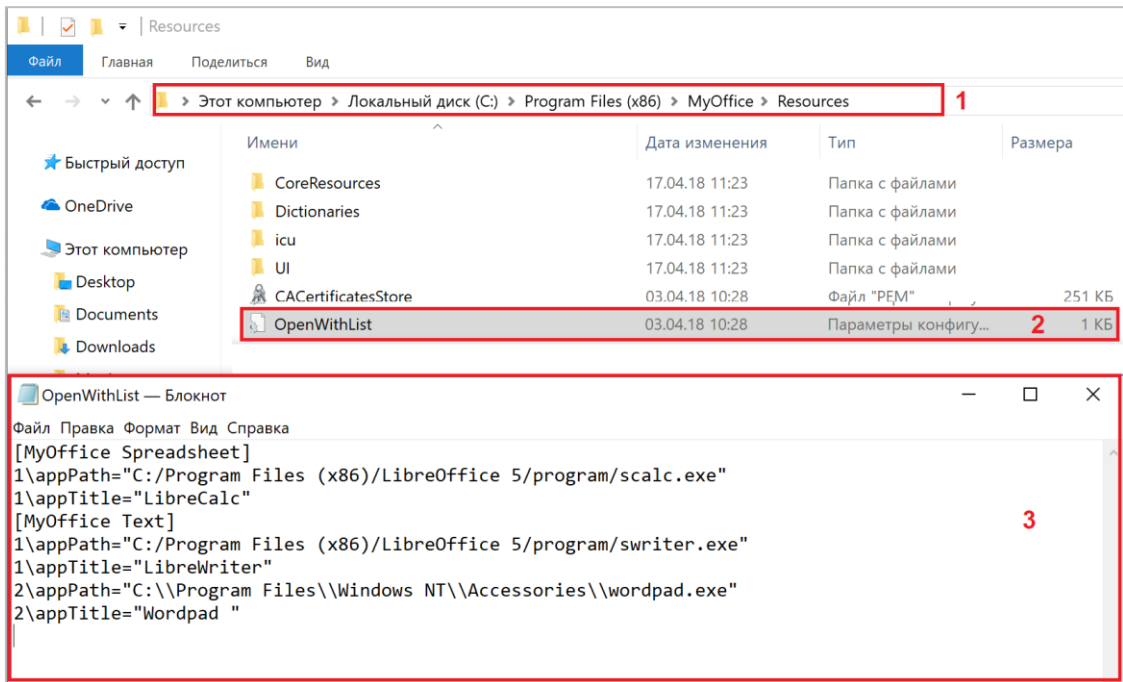 Resources
Файл Главная Поделиться Вид
Этот компьютер > Локальный диск (C:) > Program Files (x86) > MyOffice > Resources 1
Имени Дата изменения Тип Размера
Быстрый доступ
CoreResources 17.04.18 11:23 Папка с файлами
OneDrive
Dictionaries 17.04.18 11:23 Папка с файлами
Этот компьютер
icu 17.04.18 11:23 Папка с файлами
Desktop
UI 17.04.18 11:23 Папка с файлами
CACertificatesStore 03.04.18 10:28 Файл "PEM" 251 КБ
Documents
OpenWithList 03.04.18 10:28 Параметры конфигу... 2 1 КБ
Downloads
OpenWithList — Блокнот
Файл Правка Формат Вид Справка
[MyOffice Spreadsheet]
1\appPath="C:/Program Files (x86)/LibreOffice 5/program/scalc.exe"
1\appTitle="LibreCalc"
[MyOffice Text] 3
1\appPath="C:/Program Files (x86)/LibreOffice 5/program/swriter.exe"
1\appTitle="LibreWriter"
2\appPath="C:\\Program Files\\Windows NT\\Accessories\\wordpad.exe"
2\appTitle="Wordpad "